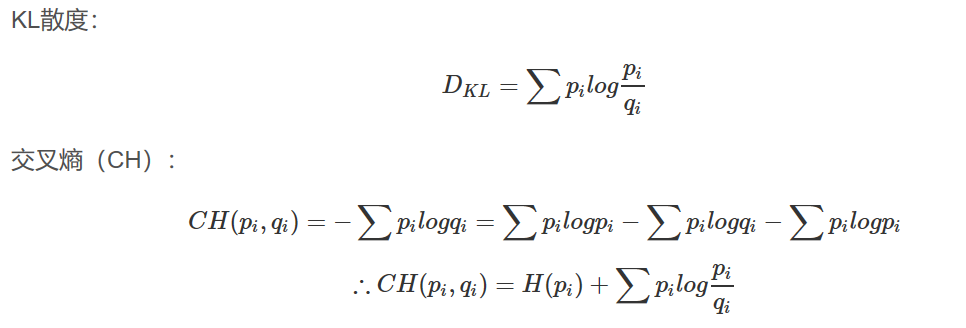 KL散度：
$D_{KL} = \sum p_i log \frac{p_i}{q_i}$
交叉熵（CH）：
$CH(p_i, q_i) = -\sum p_i log q_i = \sum p_i log p_i - \sum p_i log q_i - \sum p_i log p_i$
$\therefore CH(p_i, q_i) = H(p_i) + \sum p_i log \frac{p_i}{q_i}$